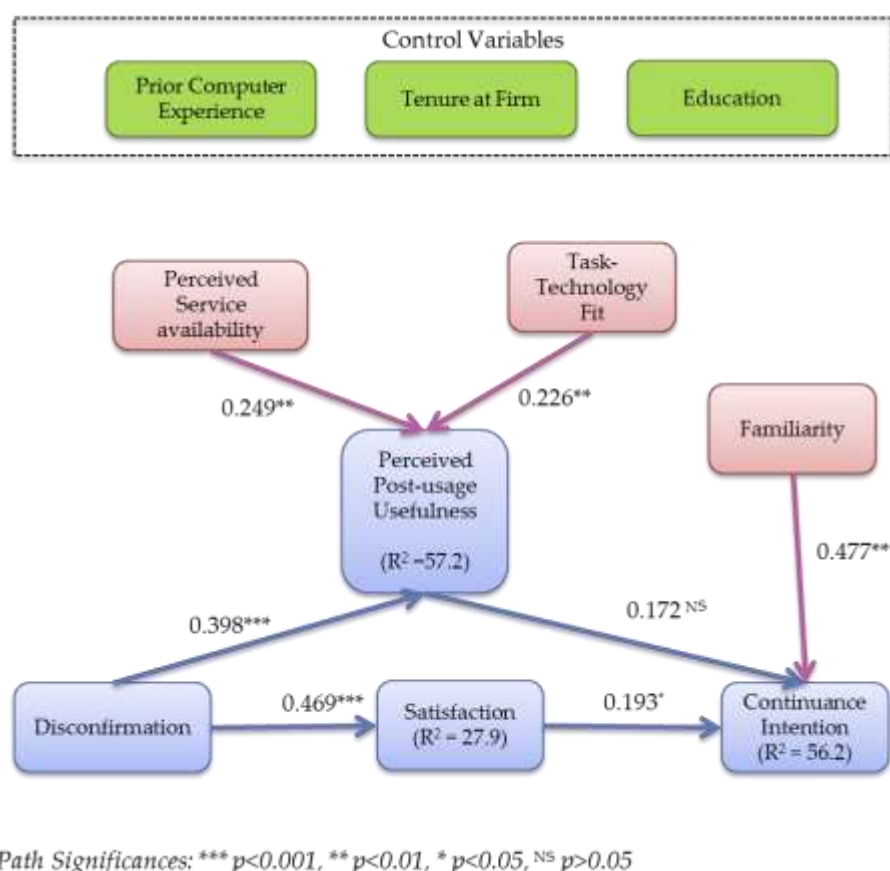 Control Variables
Prior Computer
Experience
Tenure at Firm
Education
Perceived
Service
availability
Task-
Technology
Fit
0.249**
0.226**
Familiarity
Perceived
Post-usage
Usefulness
(R² =57.2)
0.477**
0.398***
0.172 NS
Disconfirmation
0.469***
Satisfaction
(R² = 27.9)
0.193*
Continuance
Intention
(R² = 56.2)
Path Significances: *** p<0.001, ** p<0.01, * p<0.05, NS p>0.05